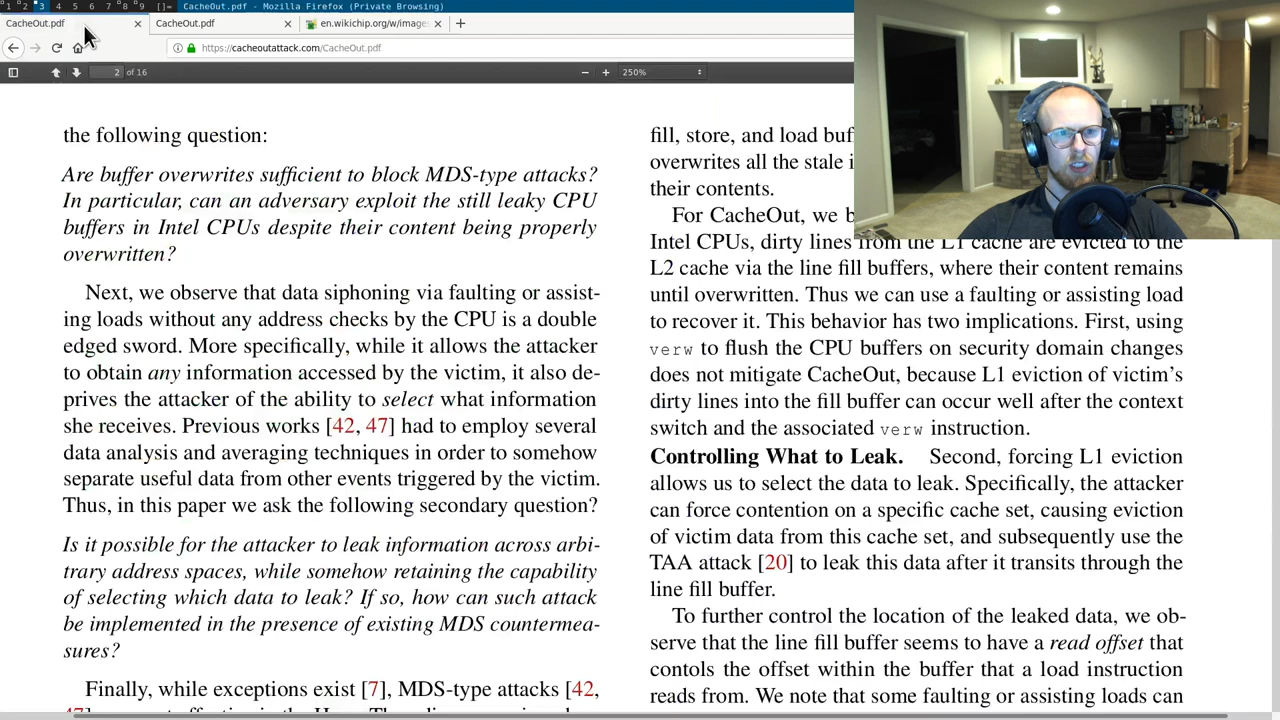 1 2 3 4 5 6 7 8 9 []= CacheOut.pdf - Mozilla Firefox (Private Browsing)
CacheOut.pdf CacheOut.pdf en.wikichip.org/w/image
https://cacheoutattack.com/CacheOut.pdf
2 of 16 250%
the following question:
Are buffer overwrites sufficient to block MDS-type attacks?
In particular, can an adversary exploit the still leaky CPU
buffers in Intel CPUs despite their content being properly
overwritten?
Next, we observe that data siphoning via faulting or assist-
ing loads without any address checks by the CPU is a double
edged sword. More specifically, while it allows the attacker
to obtain any information accessed by the victim, it also de-
prives the attacker of the ability to select what information
she receives. Previous works [42, 47] had to employ several
data analysis and averaging techniques in order to somehow
separate useful data from other events triggered by the victim.
Thus, in this paper we ask the following secondary question?
Is it possible for the attacker to leak information across arbi-
trary address spaces, while somehow retaining the capability
of selecting which data to leak? If so, how can such attack
be implemented in the presence of existing MDS countermea-
sures?
Finally, while exceptions exist [7], MDS-type attacks [42,
fill, store, and load buf
overwrites all the stale i
their contents.
For CacheOut, we b
Intel CPUs, dirty lines from the L1 cache are evicted to the
L2 cache via the line fill buffers, where their content remains
until overwritten. Thus we can use a faulting or assisting load
to recover it. This behavior has two implications. First, using
verw to flush the CPU buffers on security domain changes
does not mitigate CacheOut, because L1 eviction of victim's
dirty lines into the fill buffer can occur well after the context
switch and the associated verw instruction.
Controlling What to Leak. Second, forcing L1 eviction
allows us to select the data to leak. Specifically, the attacker
can force contention on a specific cache set, causing eviction
of victim data from this cache set, and subsequently use the
TAA attack [20] to leak this data after it transits through the
line fill buffer.
To further control the location of the leaked data, we ob-
serve that the line fill buffer seems to have a read offset that
contols the offset within the buffer that a load instruction
reads from. We note that some faulting or assisting loads can